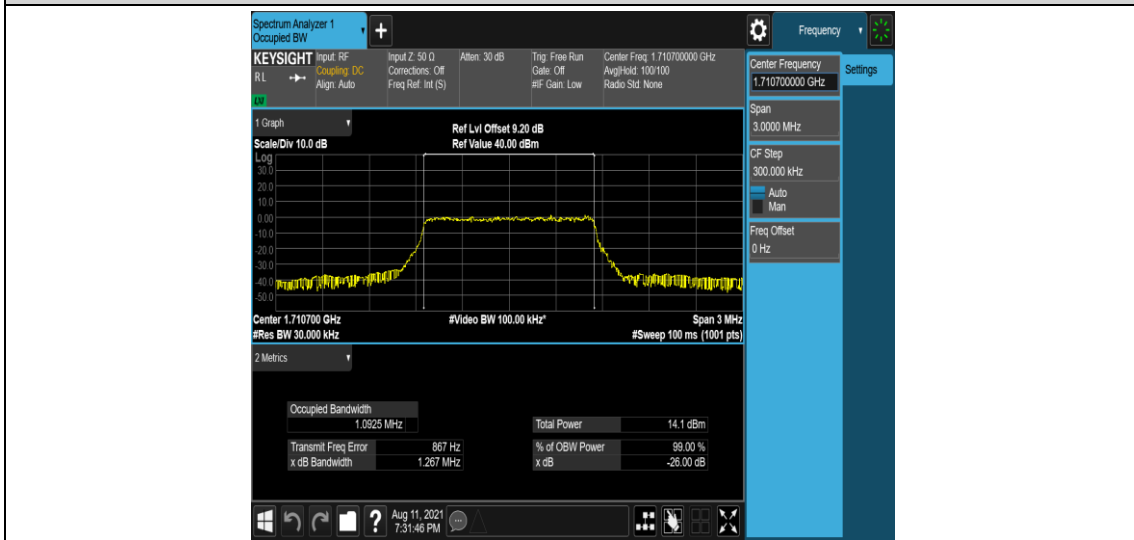 Spectrum Analyzer 1
Occupied BW
+
Frequency
KEYSIGHT
RL
LXI
Input: RF
Coupling: DC
Align: Auto
Input Z: 50 Ω
Corrections: Off
Freq Ref: Int (S)
Atten: 30 dB
Trig: Free Run
Gate: Off
#IF Gain: Low
Center Freq: 1.710700000 GHz
Avg|Hold: 100/100
Radio Std: None
Center Frequency
1.710700000 GHz
Settings
Span
3.0000 MHz
CF Step
300.000 kHz
Auto
Man
Freq Offset
0 Hz
1 Graph
Scale/Div 10.0 dB
Ref Lvl Offset 9.20 dB
Ref Value 40.00 dBm
Log
30.0
20.0
10.0
0.00
-10.0
-20.0
-30.0
-40.0
-50.0
Center 1.710700 GHz
#Video BW 100.00 kHz*
Span 3 MHz
#Res BW 30.000 kHz
#Sweep 100 ms (1001 pts)
2 Metrics
Occupied Bandwidth
1.0925 MHz
Total Power 14.1 dBm
Transmit Freq Error 867 Hz
% of OBW Power 99.00 %
x dB Bandwidth 1.267 MHz
x dB -26.00 dB
?
Aug 11, 2021
7:31:46 PM